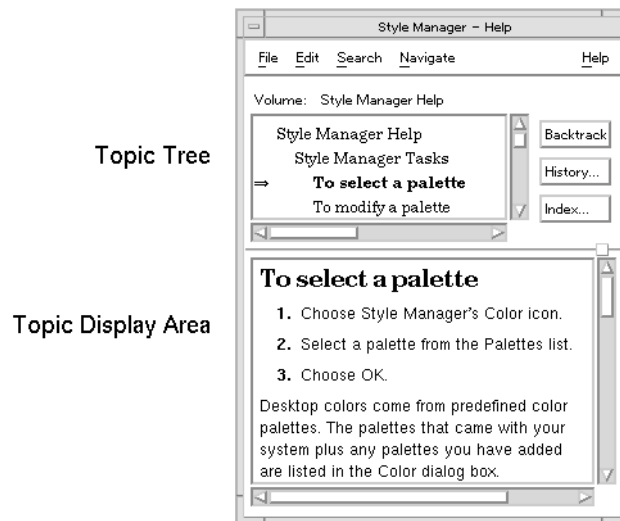 Style Manager – Help
File Edit Search Navigate Help
Volume: Style Manager Help
Topic Tree
Style Manager Help
Style Manager Tasks
⇒ To select a palette
To modify a palette
Backtrack
History...
Index...
Topic Display Area
To select a palette
1. Choose Style Manager's Color icon.
2. Select a palette from the Palettes list.
3. Choose OK.
Desktop colors come from predefined color
palettes. The palettes that came with your
system plus any palettes you have added
are listed in the Color dialog box.